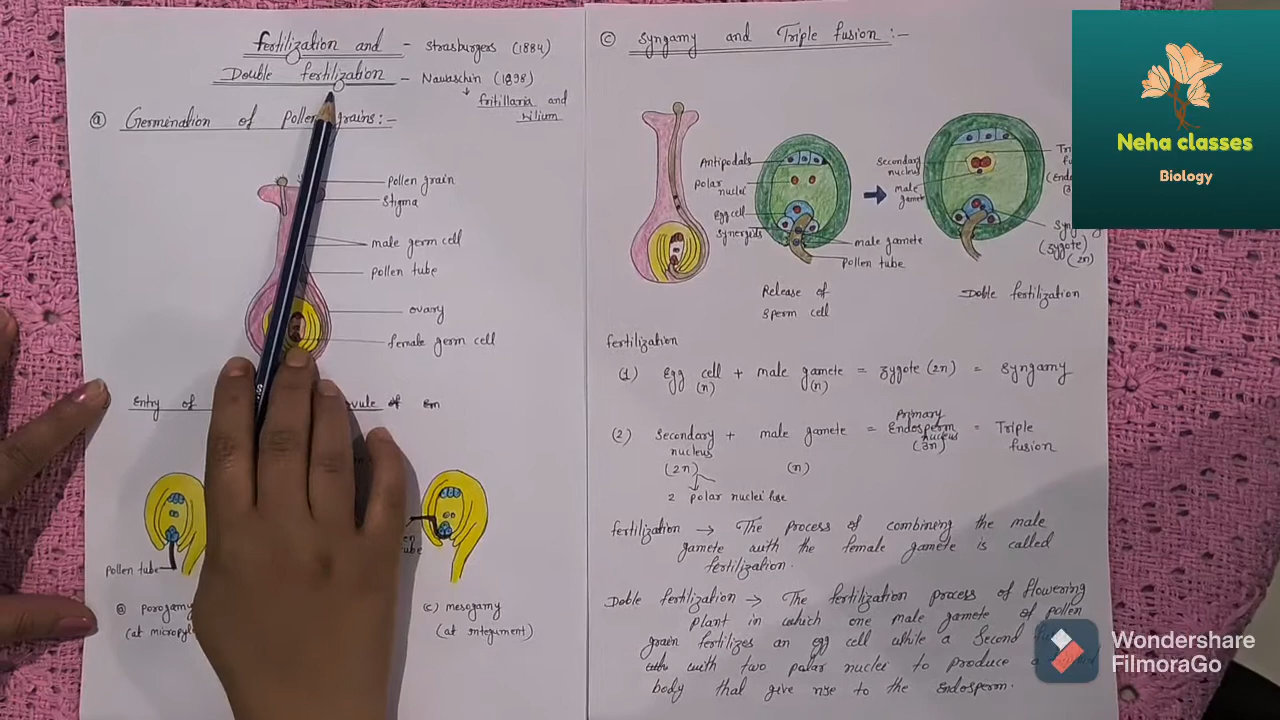 Fertilization and - Strasburgers (1884)
Double fertilization - Nawaschin (1898)
fritillaria and
Lilium
ⓐ Germination of Pollen grains:-
Pollen grain
Stigma
male germ cell
pollen tube
ovary
female germ cell
Entry of
of Em
Pollen tube
ⓐ porogamy
(at micropyle
(c) mesogamy
(at integument)
ⓒ Syngamy and Triple fusion:-
Antipodals
polar nuclei
Egg cell
Synergids
male gamete
Pollen tube
Release of
sperm cell
Secondary
nucleus
male
gamet
(zygote)
(2n)
Doble fertilization
fertilization
(1) Egg cell + male gamete = zygote (2n) = Syngamy
(n) (n)
(2) Secondary + male gamete = Primary Endosperm nucleus = Triple
nucleus (3n) fusion
(2n) (n)
2 polar nuclei fuse
fertilization → The process of combining the male
gamete with the female gamete is called
fertilization.
Doble fertilization → The fertilization process of flowering
plant in which one male gamete of pollen
grain fertilizes an egg cell while a second
with two polar nuclei to produce a
body that give rise to the Endosperm.
Neha classes
Biology
Wondershare
FilmoraGo